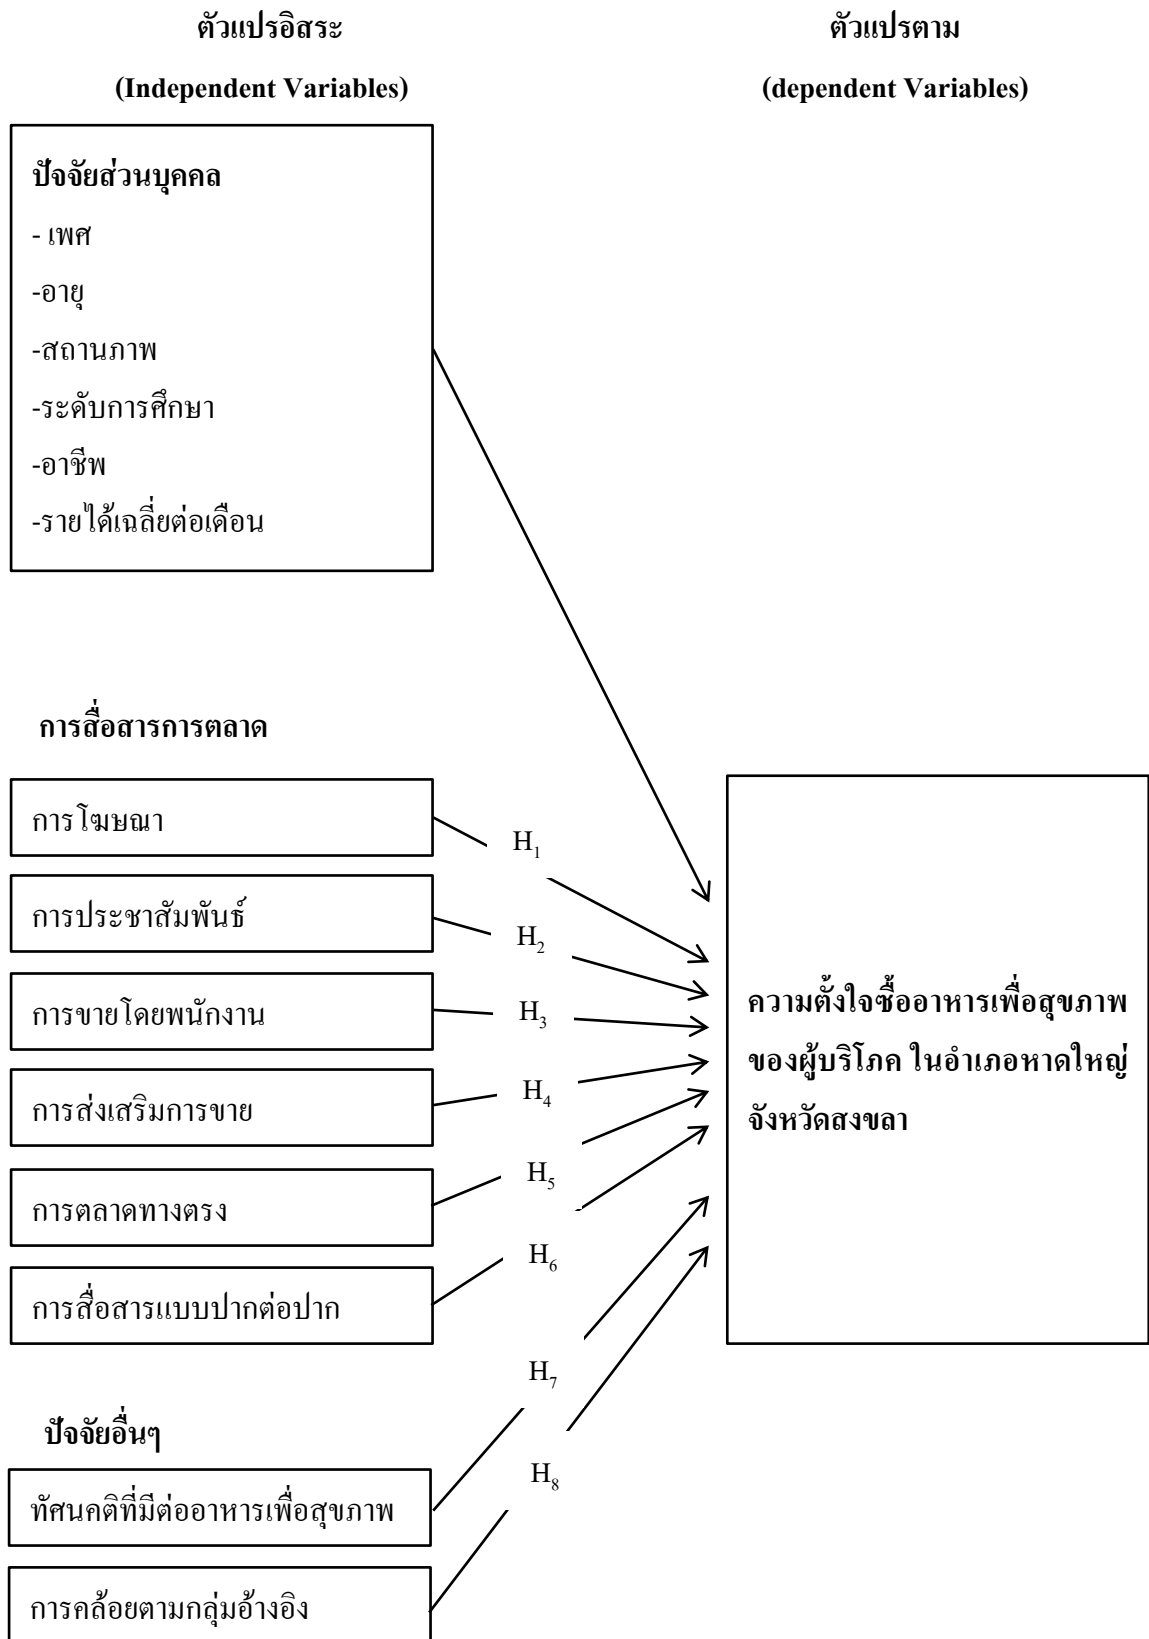 ตัวแปรอิสระ
(Independent Variables)
ตัวแปรตาม
(dependent Variables)
ปัจจัยส่วนบุคคล
- เพศ
-อายุ
-สถานภาพ
-ระดับการศึกษา
-อาชีพ
-รายได้เฉลี่ยต่อเดือน
การสื่อสารการตลาด
การโฆษณา
การประชาสัมพันธ์
การขายโดยพนักงาน
การส่งเสริมการขาย
การตลาดทางตรง
การสื่อสารแบบปากต่อปาก
ปัจจัยอื่นๆ
ทัศนคติที่มีต่ออาหารเพื่อสุขภาพ
การคล้อยตามกลุ่มอ้างอิง
H1
H2
H3
H4
H5
H6
H7
H8
ความตั้งใจซื้ออาหารเพื่อสุขภาพ
ของผู้บริโภค ในอำเภอหาดใหญ่
จังหวัดสงขลา